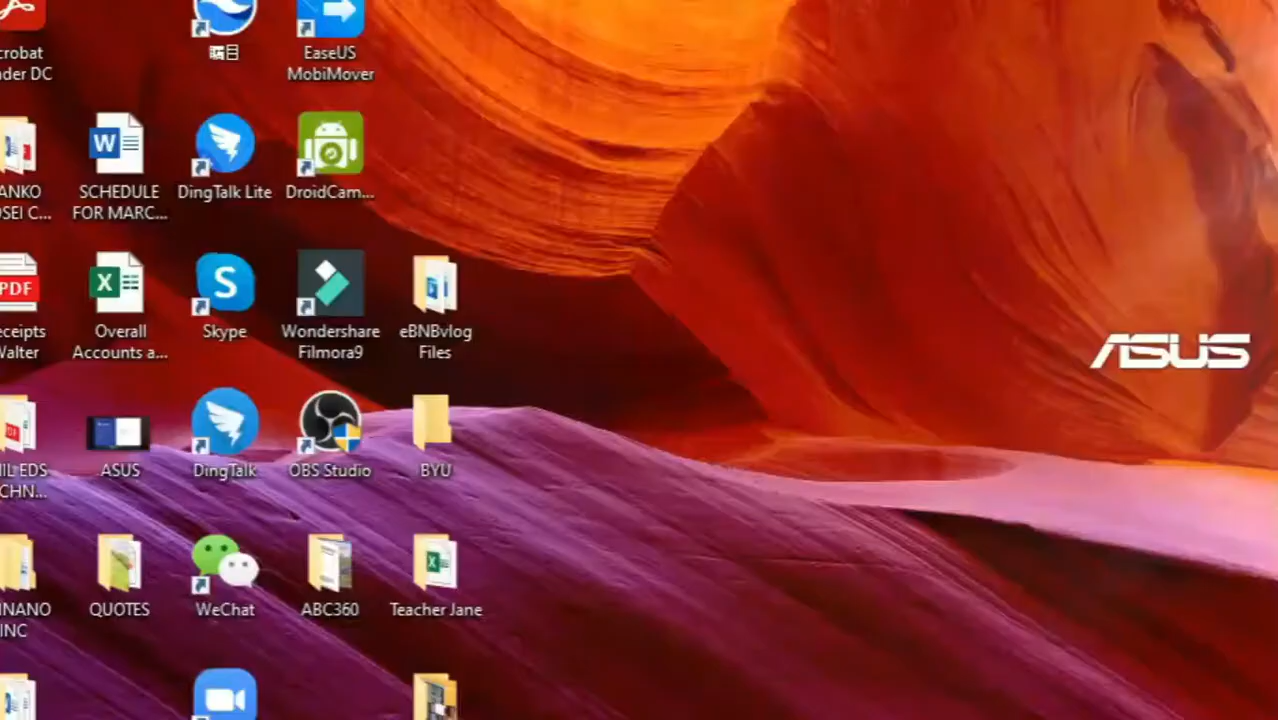 crobat
der DC
EaseUS
MobiMover
ANKO
OSEI C...
W
SCHEDULE
FOR MARC...
DingTalk Lite
DroidCam...
PDF
eceipts
Walter
X
Overall
Accounts a...
S
Skype
Wondershare
Filmora9
eBNBvlog
Files
ASUS
HIL EDS
CHN...
ASUS
DingTalk
OBS Studio
BYU
NANO
INC
QUOTES
WeChat
ABC360
Teacher Jane